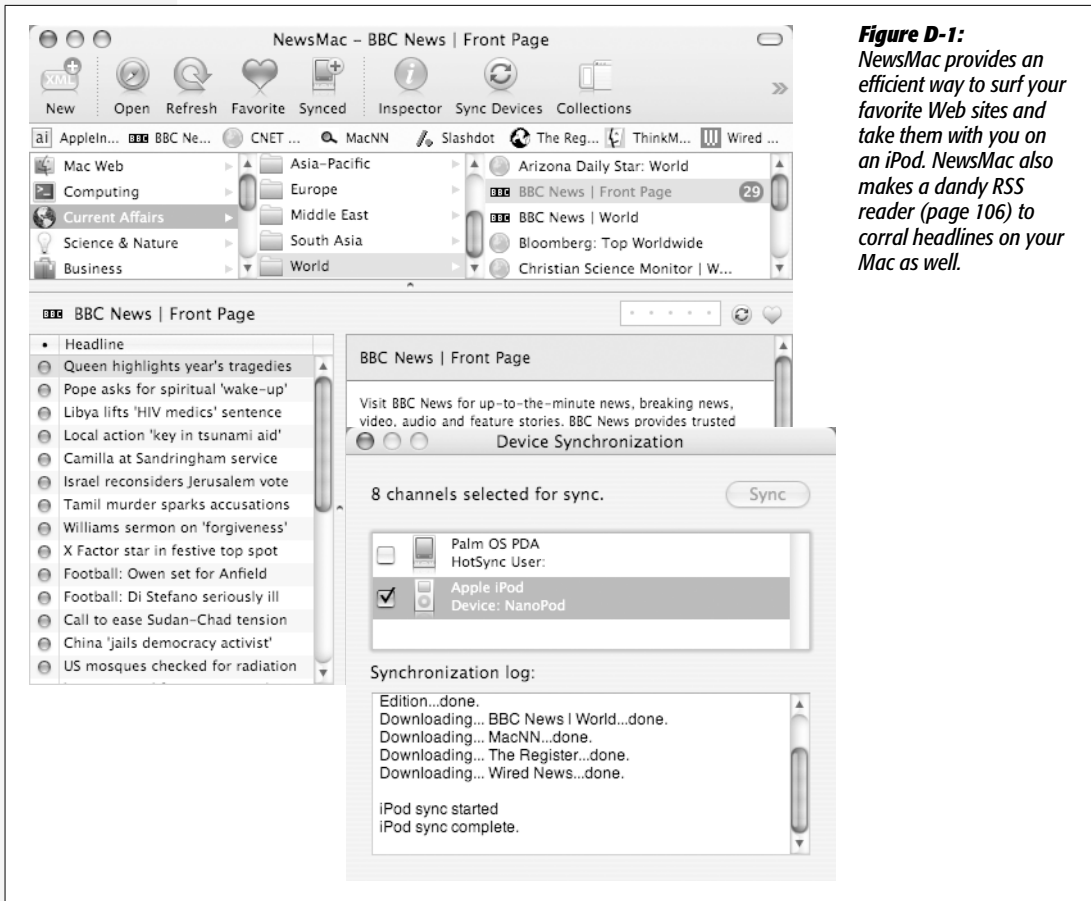 NewsMac – BBC News | Front Page
XML
New Open Refresh Favorite Synced Inspector Sync Devices Collections
ai AppleIn... BBC BBC Ne... CNET ... MacNN Slashdot The Reg... ThinkM... Wired ...
Mac Web
Computing
Current Affairs
Science & Nature
Business
Asia-Pacific
Europe
Middle East
South Asia
World
Arizona Daily Star: World
BBC BBC News | Front Page 29
BBC BBC News | World
Bloomberg: Top Worldwide
Christian Science Monitor | W...
BBC BBC News | Front Page
Headline
Queen highlights year's tragedies
Pope asks for spiritual 'wake-up'
Libya lifts 'HIV medics' sentence
Local action 'key in tsunami aid'
Camilla at Sandringham service
Israel reconsiders Jerusalem vote
Tamil murder sparks accusations
Williams sermon on 'forgiveness'
X Factor star in festive top spot
Football: Owen set for Anfield
Football: Di Stefano seriously ill
Call to ease Sudan-Chad tension
China 'jails democracy activist'
US mosques checked for radiation
BBC News | Front Page
Visit BBC News for up-to-the-minute news, breaking news,
video, audio and feature stories. BBC News provides trusted
Device Synchronization
8 channels selected for sync.
Sync
Palm OS PDA
HotSync User:
Apple iPod
Device: NanoPod
Synchronization log:
Edition...done.
Downloading... BBC News | World...done.
Downloading... MacNN...done.
Downloading... The Register...done.
Downloading... Wired News...done.
iPod sync started
iPod sync complete.
Figure D-1:
NewsMac provides an
efficient way to surf your
favorite Web sites and
take them with you on
an iPod. NewsMac also
makes a dandy RSS
reader (page 106) to
corral headlines on your
Mac as well.